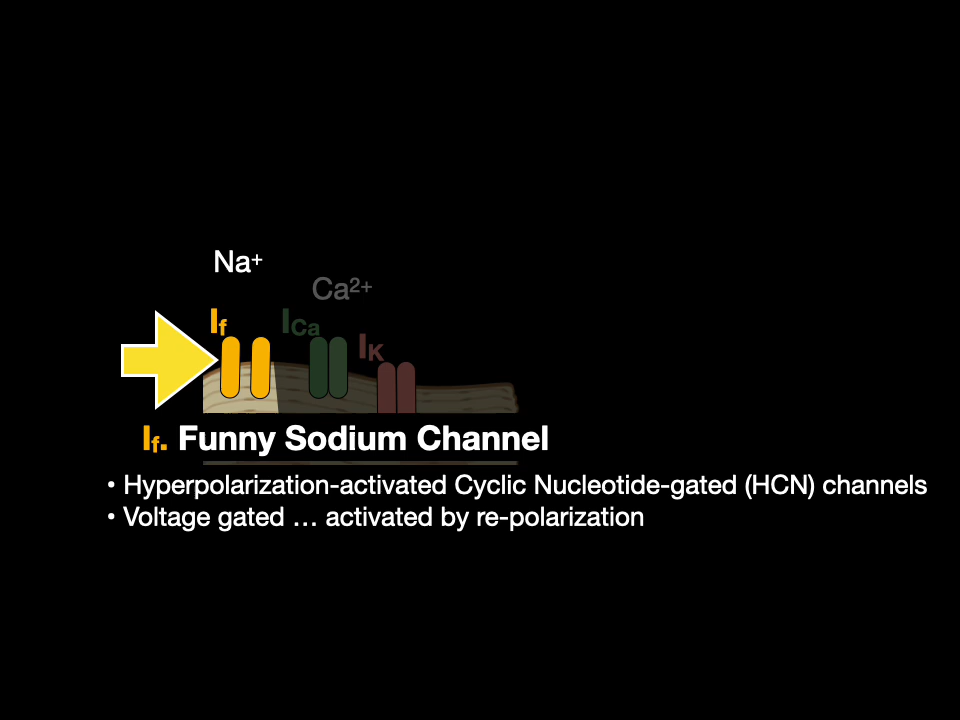 Na⁺
Ca²⁺
If
ICa
IK
If. Funny Sodium Channel
• Hyperpolarization-activated Cyclic Nucleotide-gated (HCN) channels
• Voltage gated … activated by re-polarization